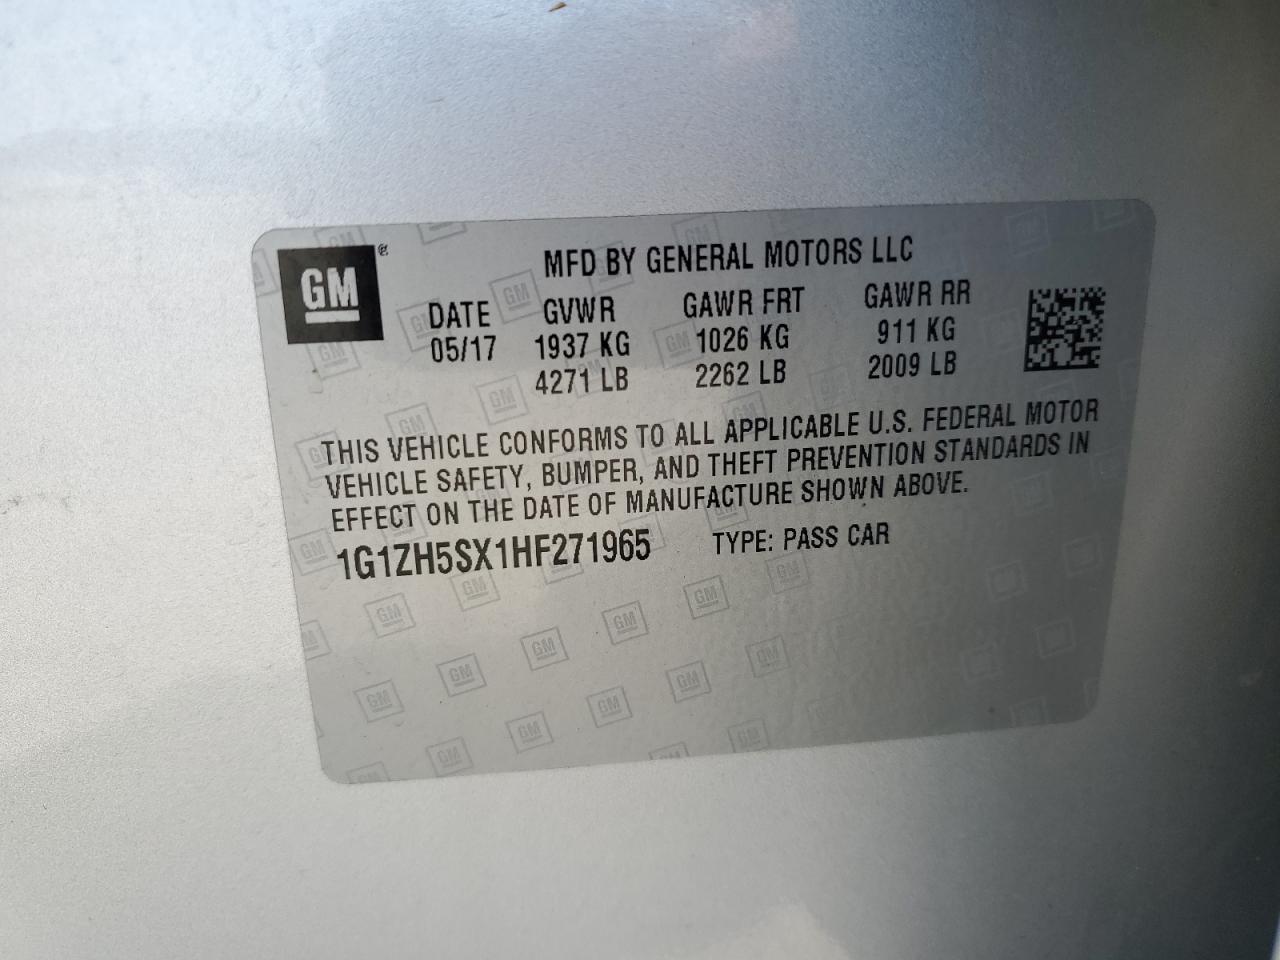 GM
MFD BY GENERAL MOTORS LLC
DATE GVWR GAWR FRT GAWR RR
05/17 1937 KG 1026 KG 911 KG
4271 LB 2262 LB 2009 LB
THIS VEHICLE CONFORMS TO ALL APPLICABLE U.S. FEDERAL MOTOR
VEHICLE SAFETY, BUMPER, AND THEFT PREVENTION STANDARDS IN
EFFECT ON THE DATE OF MANUFACTURE SHOWN ABOVE.
1G1ZH5SX1HF271965 TYPE: PASS CAR